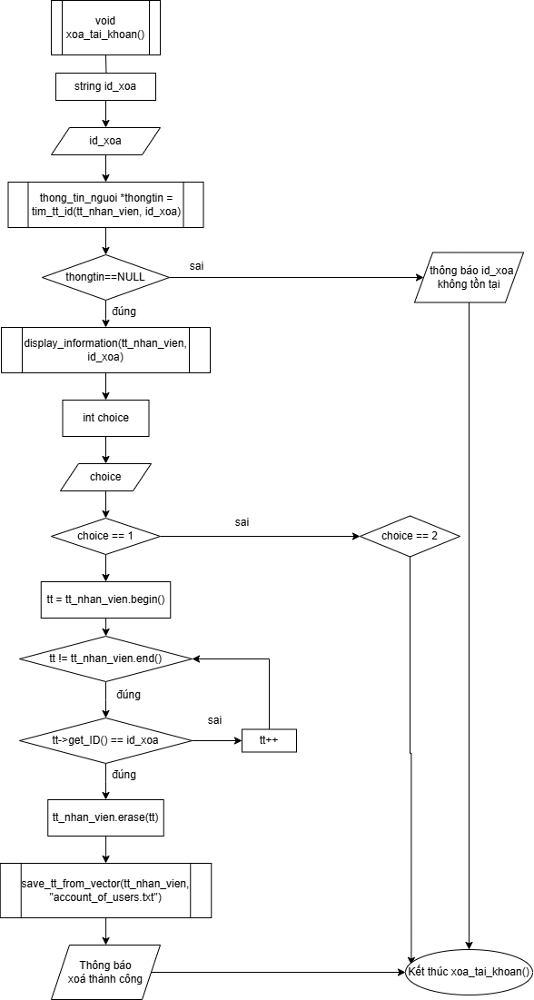 void
xoa_tai_khoan()
string id_xoa
id_xoa
thong_tin_nguoi *thongtin =
tim_tt_id(tt_nhan_vien, id_xoa)
thongtin==NULL
sai
thông báo id_xoa
không tồn tại
đúng
display_information(tt_nhan_vien,
id_xoa)
int choice
choice
choice == 1
sai
choice == 2
tt = tt_nhan_vien.begin()
tt != tt_nhan_vien.end()
đúng
tt->get_ID() == id_xoa
sai
tt++
đúng
tt_nhan_vien.erase(tt)
save_tt_from_vector(tt_nhan_vien,
"account_of_users.txt")
Thông báo
xoá thành công
Kết thúc xoa_tai_khoan()